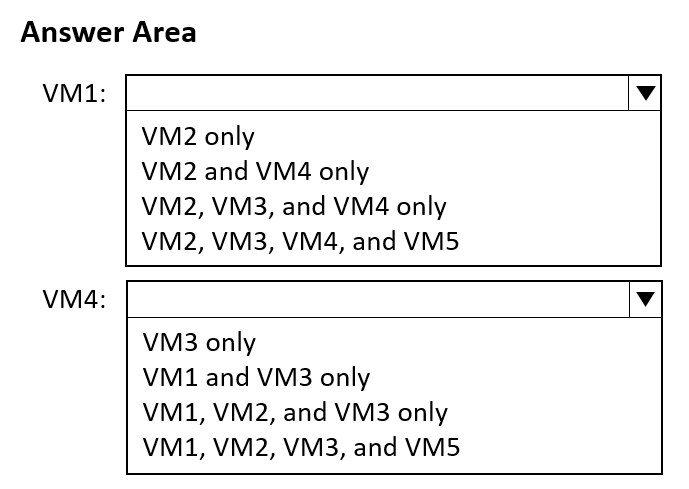 Answer Area
VM1:
VM2 only
VM2 and VM4 only
VM2, VM3, and VM4 only
VM2, VM3, VM4, and VM5
VM4:
VM3 only
VM1 and VM3 only
VM1, VM2, and VM3 only
VM1, VM2, VM3, and VM5